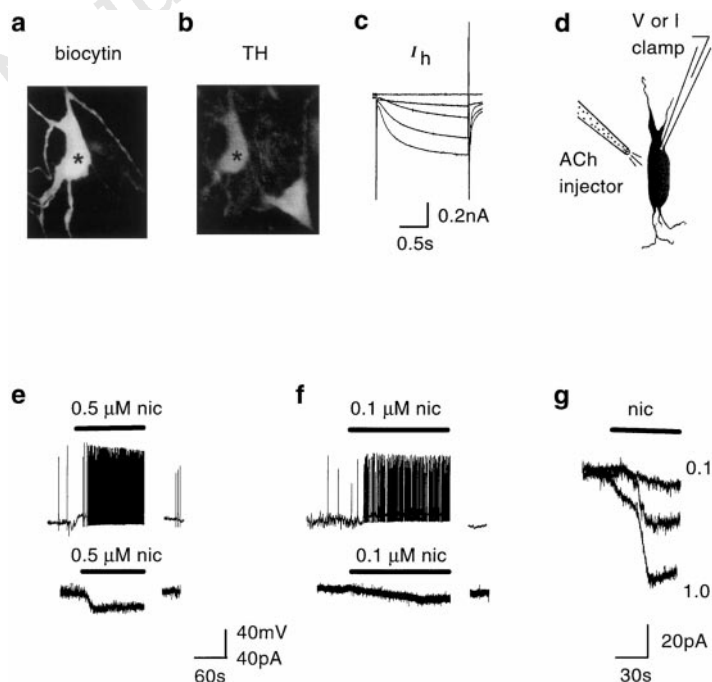 a
biocytin
b
TH
c
I h
0.2nA
0.5s
d
V or I
clamp
ACh
injector
e
0.5 µM nic
0.5 µM nic
40mV
40pA
60s
f
0.1 µM nic
0.1 µM nic
g
nic
0.1
1.0
20pA
30s